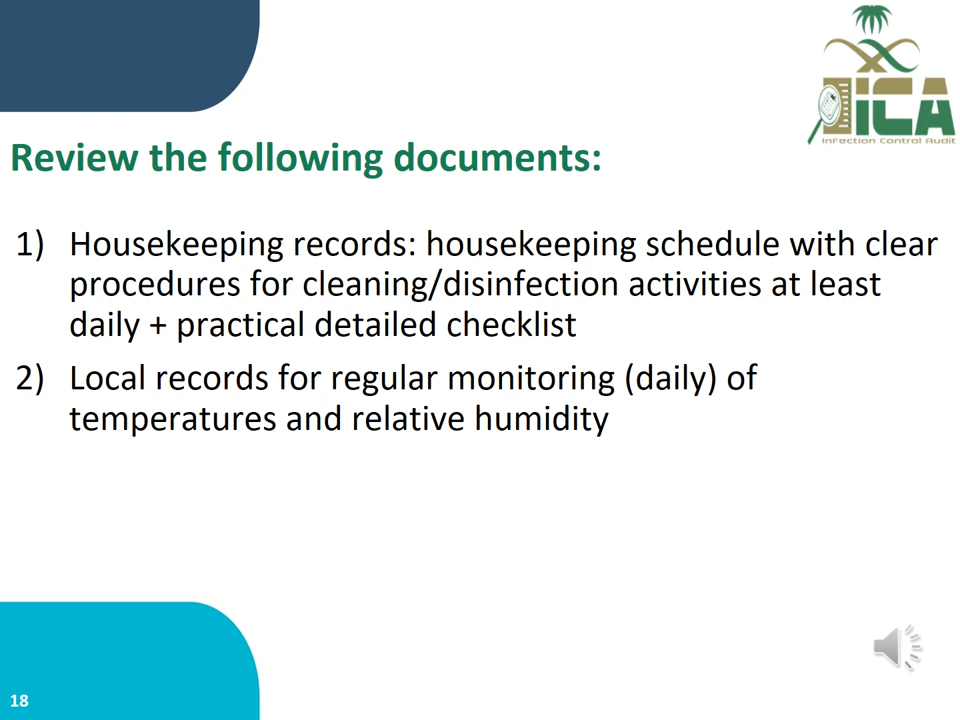 iCA
Infection Control Audit
Review the following documents:
1) Housekeeping records: housekeeping schedule with clear
procedures for cleaning/disinfection activities at least
daily + practical detailed checklist
2) Local records for regular monitoring (daily) of
temperatures and relative humidity
18